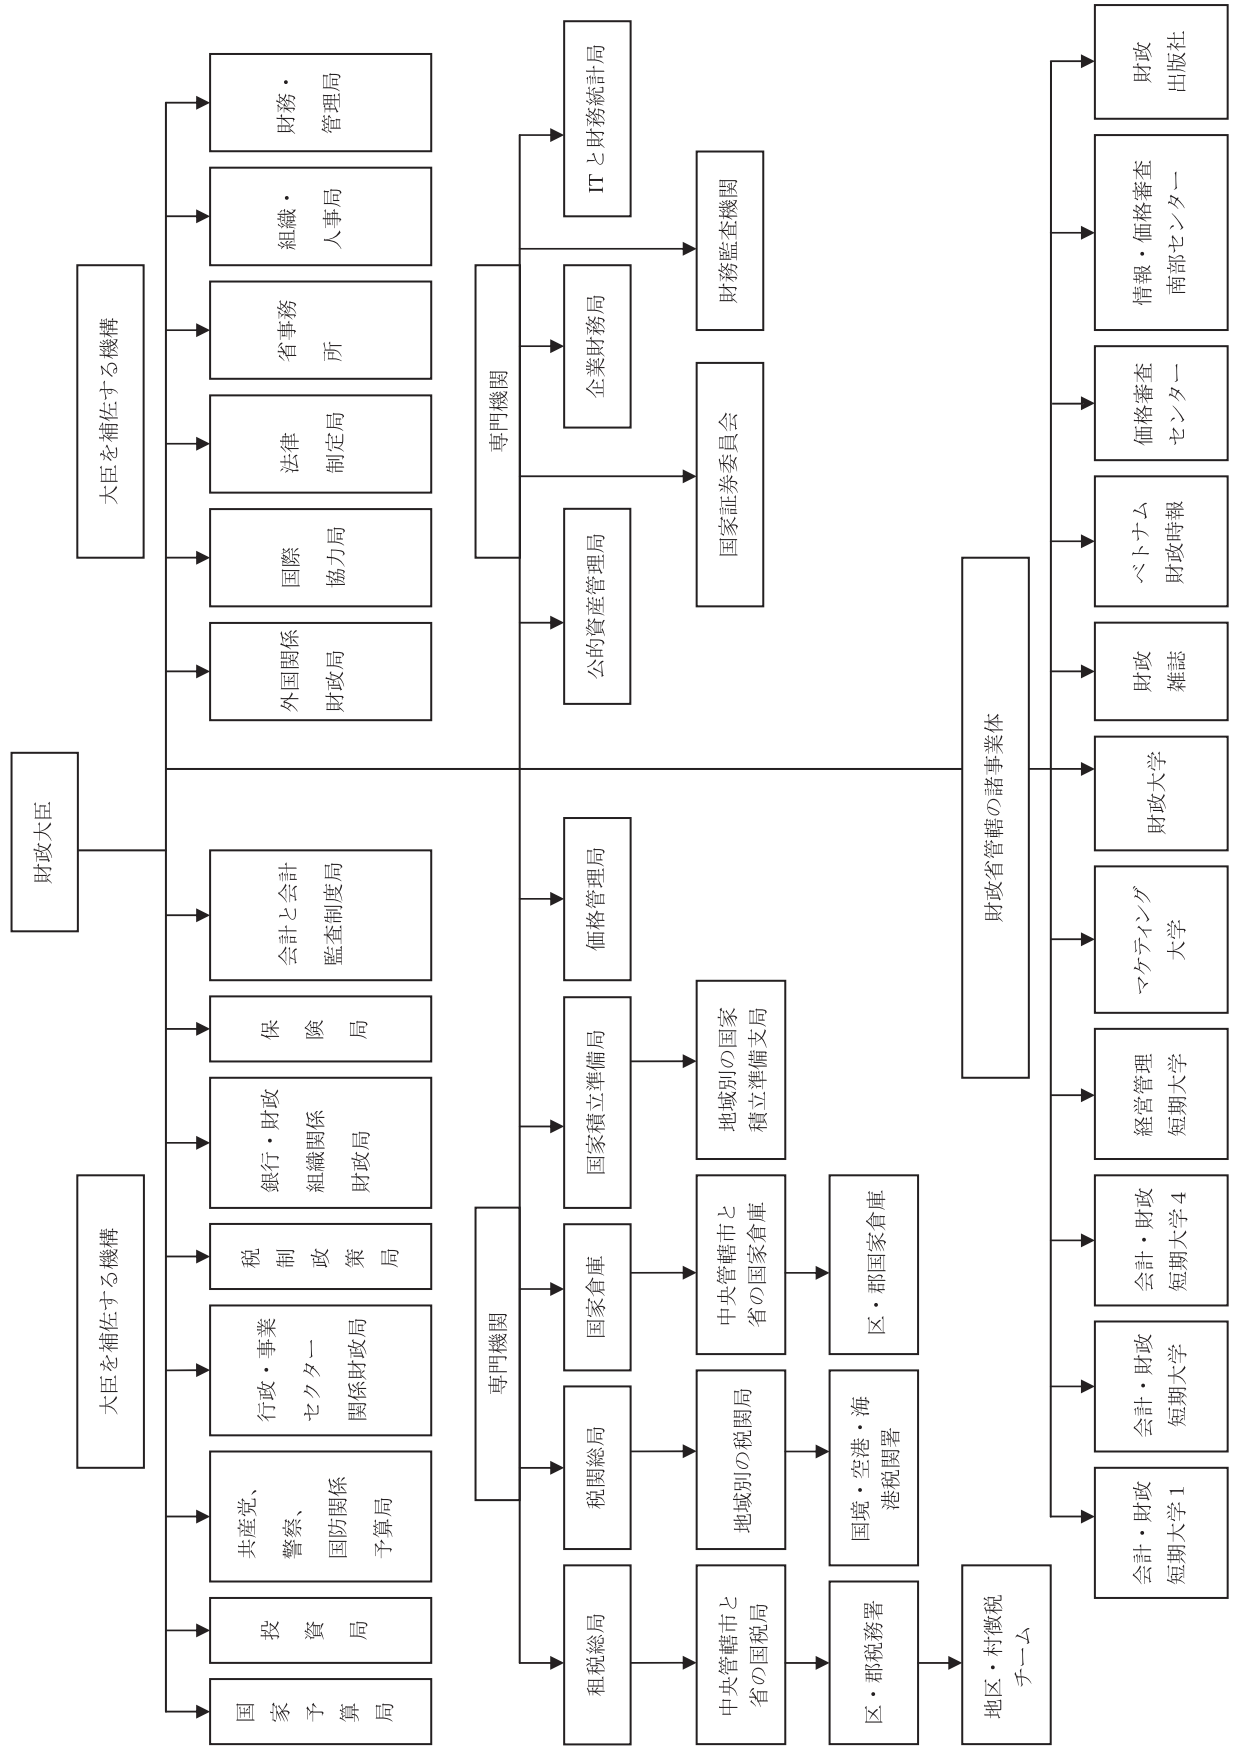 財政大臣
大臣を補佐する機構
大臣を補佐する機構
国
家
予
算
局
投
資
局
共産党、
警察、
国防関係
予算局
行政・事業
セクター
関係財政局
税
制
政
策
局
銀行・財政
組織関係
財政局
保
険
局
会計と会計
監査制度局
外国関係
財政局
国際
協力局
法律
制定局
省事務
所
組織・
人事局
財務・
管理局
専門機関
専門機関
租税総局
税関総局
国家倉庫
国家積立準備局
価格管理局
公的資産管理局
企業財務局
ITと財務統計局
中央管轄市と
省の国税局
地域別の税関局
中央管轄市と
省の国家倉庫
地域別の国家
積立準備支局
国家証券委員会
財務監査機関
区・郡税務署
国境・空港・海
港税関署
区・郡国家倉庫
地区・村徴税
チーム
財政省管轄の諸事業体
会計・財政
短期大学1
会計・財政
短期大学
会計・財政
短期大学4
経営管理
短期大学
マケティング
大学
財政大学
財政
雑誌
ベトナム
財政時報
価格審査
センター
情報・価格審査
南部センター
財政
出版社